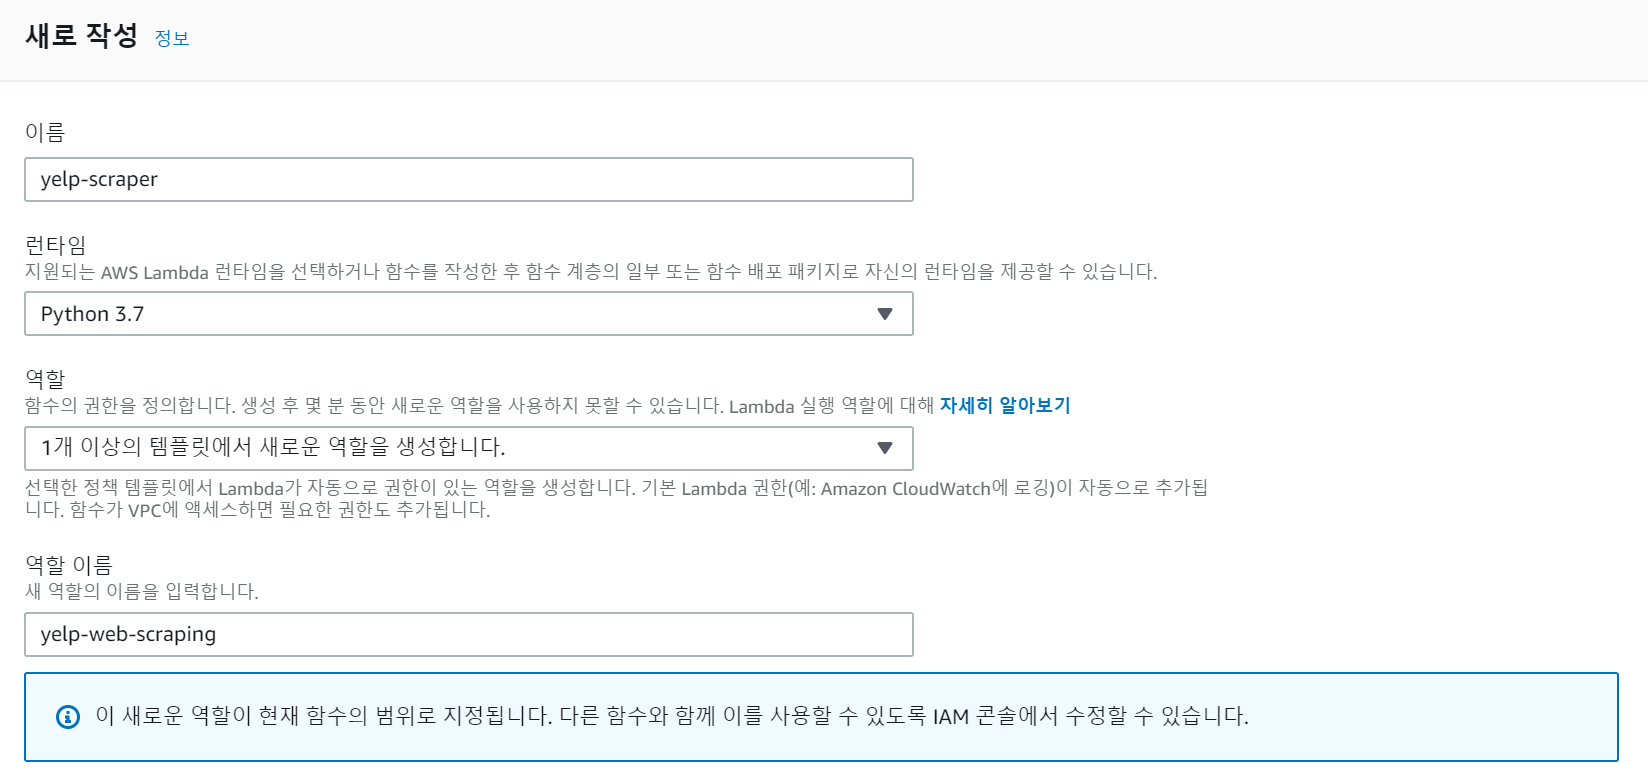 새로 작성 정보
이름
yelp-scraper
런타임
지원되는 AWS Lambda 런타임을 선택하거나 함수를 작성한 후 함수 계층의 일부 또는 함수 배포 패키지로 자신의 런타임을 제공할 수 있습니다.
Python 3.7
역할
함수의 권한을 정의합니다. 생성 후 몇 분 동안 새로운 역할을 사용하지 못할 수 있습니다. Lambda 실행 역할에 대해 자세히 알아보기
1개 이상의 템플릿에서 새로운 역할을 생성합니다.
선택한 정책 템플릿에서 Lambda가 자동으로 권한이 있는 역할을 생성합니다. 기본 Lambda 권한(예: Amazon CloudWatch에 로깅)이 자동으로 추가됩
니다. 함수가 VPC에 액세스하면 필요한 권한도 추가됩니다.
역할 이름
새 역할의 이름을 입력합니다.
yelp-web-scraping
이 새로운 역할이 현재 함수의 범위로 지정됩니다. 다른 함수와 함께 이를 사용할 수 있도록 IAM 콘솔에서 수정할 수 있습니다.